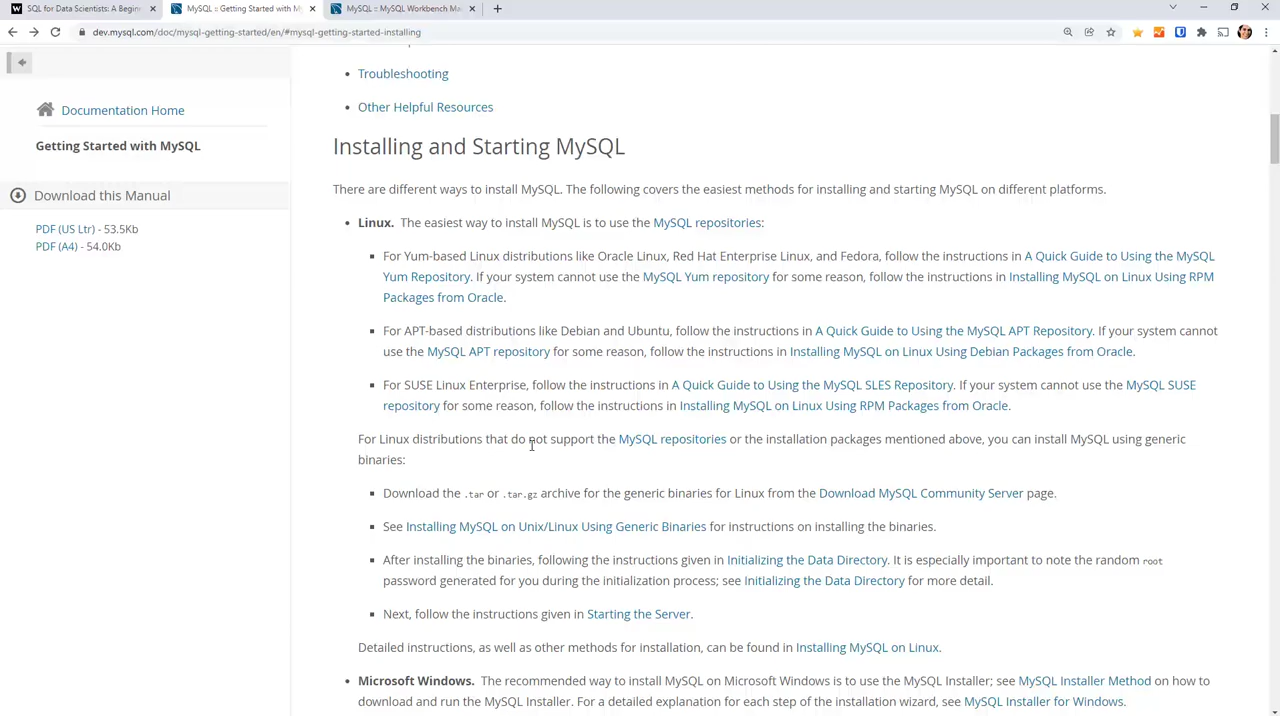 SQL for Data Scientists: A Begin
MySQL :: Getting Started with M
MySQL :: MySQL Workbench Ma
dev.mysql.com/doc/mysql-getting-started/en/#mysql-getting-started-installing
Documentation Home
Getting Started with MySQL
Download this Manual
PDF (US Ltr) - 53.5Kb
PDF (A4) - 54.0Kb
Troubleshooting
Other Helpful Resources
Installing and Starting MySQL
There are different ways to install MySQL. The following covers the easiest methods for installing and starting MySQL on different platforms.
Linux. The easiest way to install MySQL is to use the MySQL repositories:
For Yum-based Linux distributions like Oracle Linux, Red Hat Enterprise Linux, and Fedora, follow the instructions in A Quick Guide to Using the MySQL
Yum Repository. If your system cannot use the MySQL Yum repository for some reason, follow the instructions in Installing MySQL on Linux Using RPM
Packages from Oracle.
For APT-based distributions like Debian and Ubuntu, follow the instructions in A Quick Guide to Using the MySQL APT Repository. If your system cannot
use the MySQL APT repository for some reason, follow the instructions in Installing MySQL on Linux Using Debian Packages from Oracle.
For SUSE Linux Enterprise, follow the instructions in A Quick Guide to Using the MySQL SLES Repository. If your system cannot use the MySQL SUSE
repository for some reason, follow the instructions in Installing MySQL on Linux Using RPM Packages from Oracle.
For Linux distributions that do not support the MySQL repositories or the installation packages mentioned above, you can install MySQL using generic
binaries:
Download the .tar or .tar.gz archive for the generic binaries for Linux from the Download MySQL Community Server page.
See Installing MySQL on Unix/Linux Using Generic Binaries for instructions on installing the binaries.
After installing the binaries, following the instructions given in Initializing the Data Directory. It is especially important to note the random root
password generated for you during the initialization process; see Initializing the Data Directory for more detail.
Next, follow the instructions given in Starting the Server.
Detailed instructions, as well as other methods for installation, can be found in Installing MySQL on Linux.
Microsoft Windows. The recommended way to install MySQL on Microsoft Windows is to use the MySQL Installer; see MySQL Installer Method on how to
download and run the MySQL Installer. For a detailed explanation for each step of the installation wizard, see MySQL Installer for Windows.